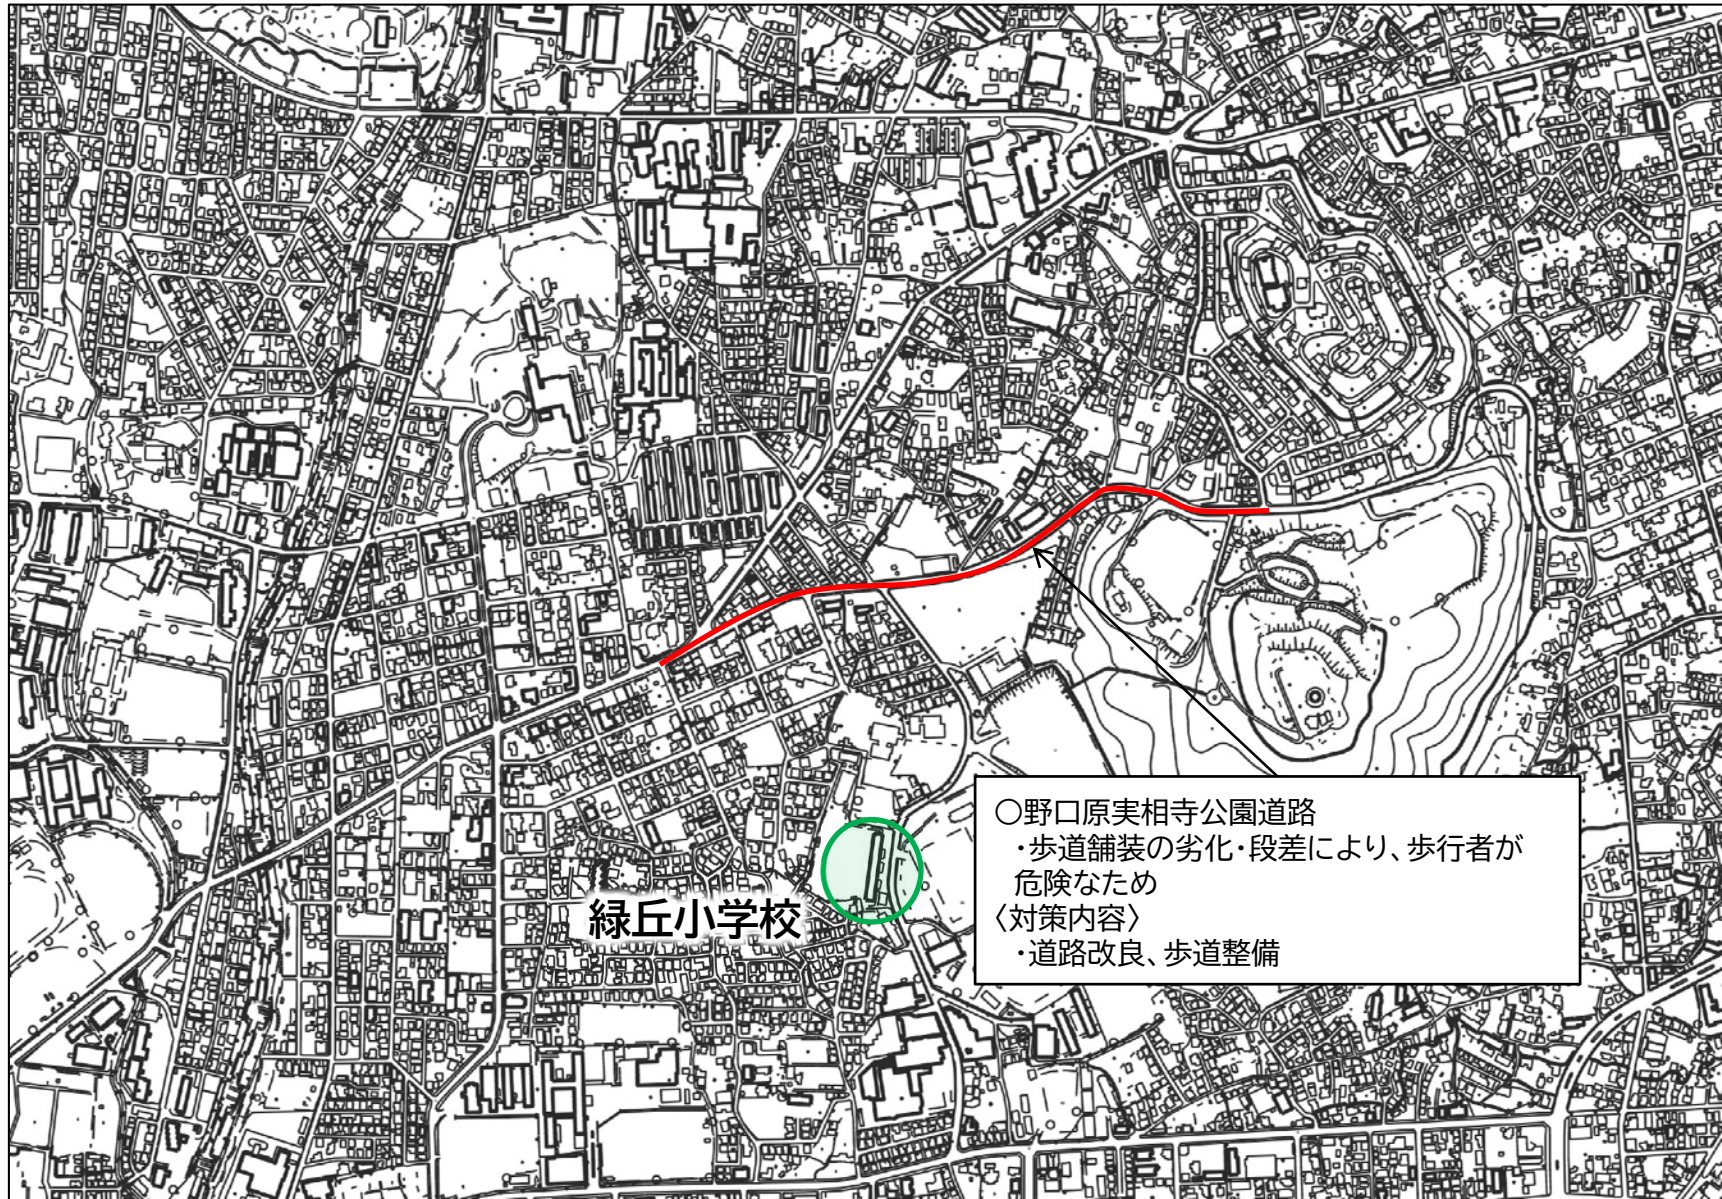 ○野口原実相寺公園道路
・歩道舗装の劣化・段差により、歩行者が
危険なため
〈対策内容〉
・道路改良、歩道整備
緑丘小学校